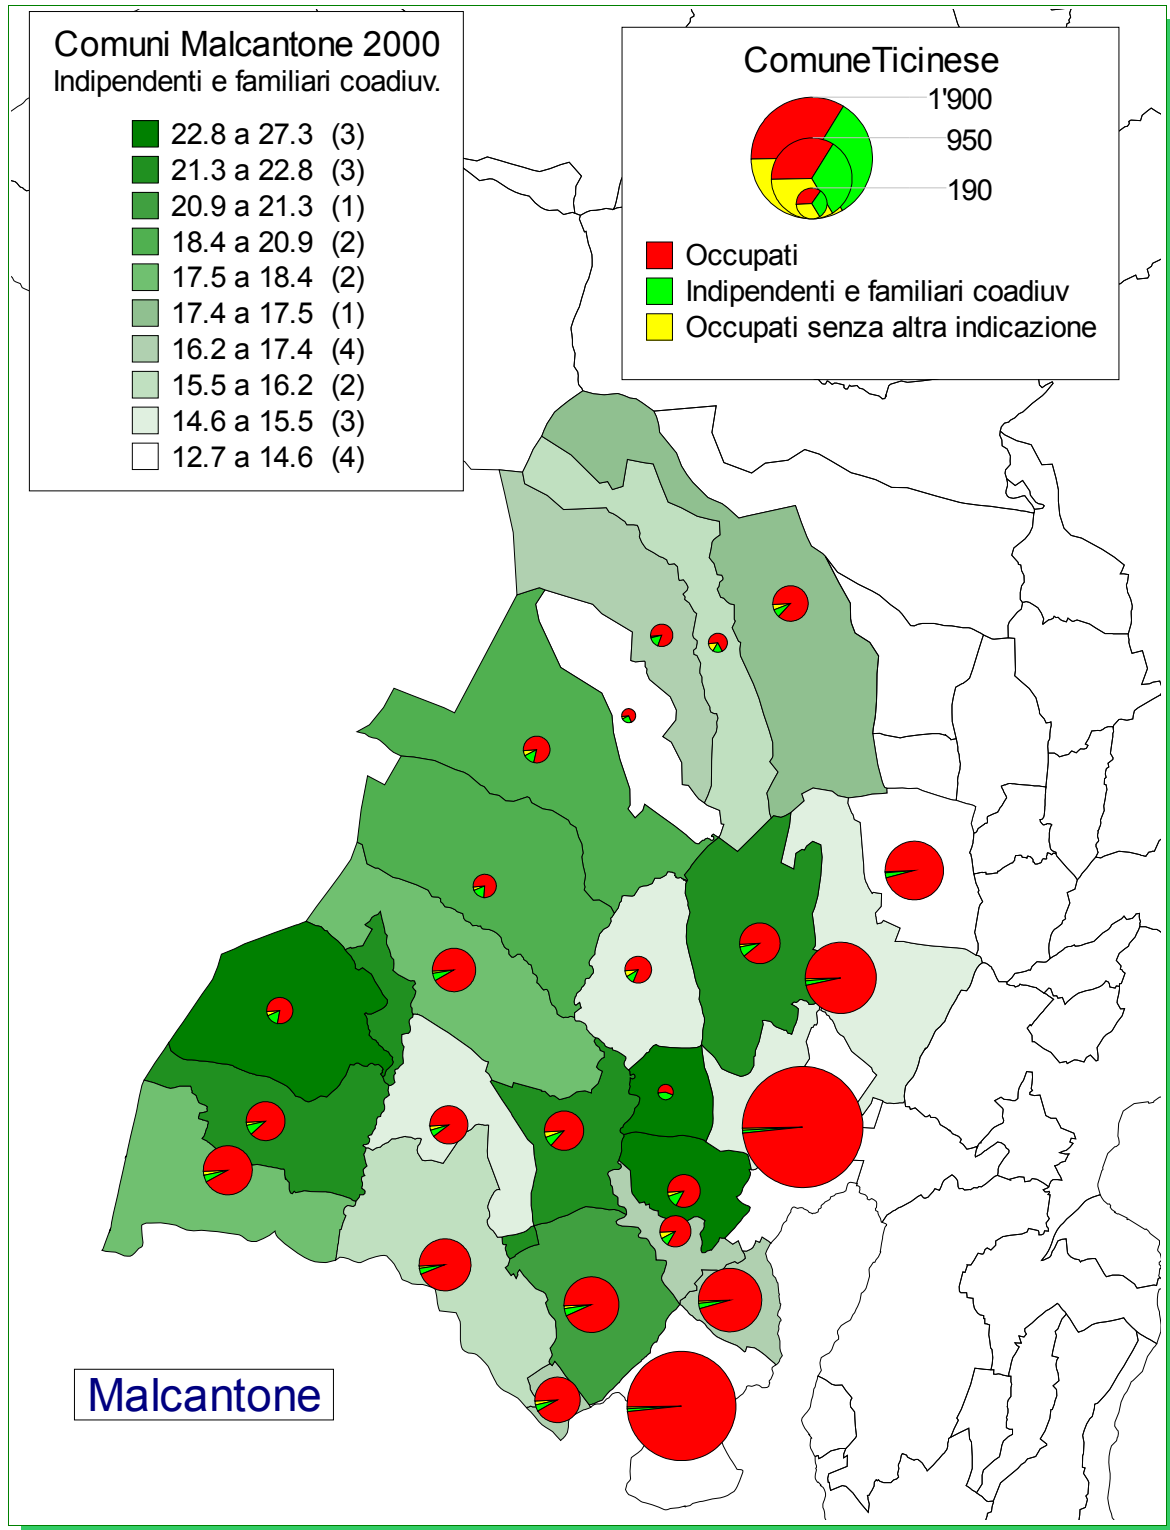 Comuni Malcantone 2000
Indipendenti e familiari coadiuv.
22.8 a 27.3 (3)
21.3 a 22.8 (3)
20.9 a 21.3 (1)
18.4 a 20.9 (2)
17.5 a 18.4 (2)
17.4 a 17.5 (1)
16.2 a 17.4 (4)
15.5 a 16.2 (2)
14.6 a 15.5 (3)
12.7 a 14.6 (4)
ComuneTicinese
1'900
950
190
Occupati
Indipendenti e familiari coadiuv
Occupati senza altra indicazione
Malcantone